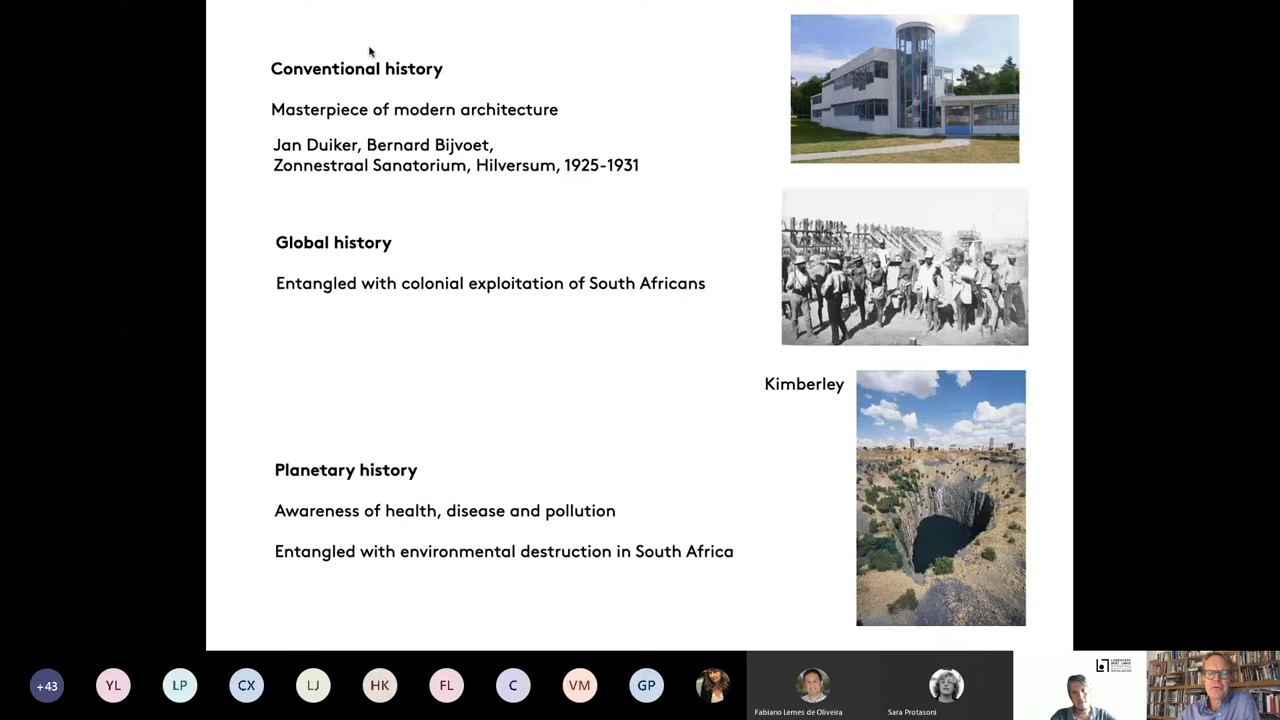 Conventional history
Masterpiece of modern architecture
Jan Duiker, Bernard Bijvoet,
Zonnestraal Sanatorium, Hilversum, 1925-1931
Global history
Entangled with colonial exploitation of South Africans
Kimberley
Planetary history
Awareness of health, disease and pollution
Entangled with environmental destruction in South Africa
+43
YL
LP
CX
LJ
HK
FL
C
VM
GP
Fabiano Lemes de Oliveira
Sara Protasoni